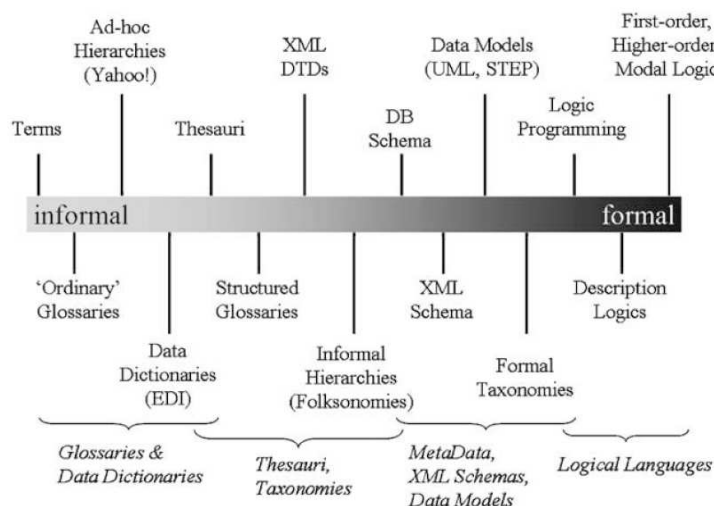 Ad-hoc
Hierarchies
(Yahoo!)
XML
DTDs
Data Models
(UML, STEP)
First-order,
Higher-order,
Modal Logic
Terms
Thesauri
DB
Schema
Logic
Programming
informal
formal
‘Ordinary’
Glossaries
Structured
Glossaries
XML
Schema
Description
Logics
Data
Dictionaries
(EDI)
Informal
Hierarchies
(Folksonomies)
Formal
Taxonomies
Glossaries &
Data Dictionaries
Thesauri,
Taxonomies
MetaData,
XML Schemas,
Data Models
Logical Languages